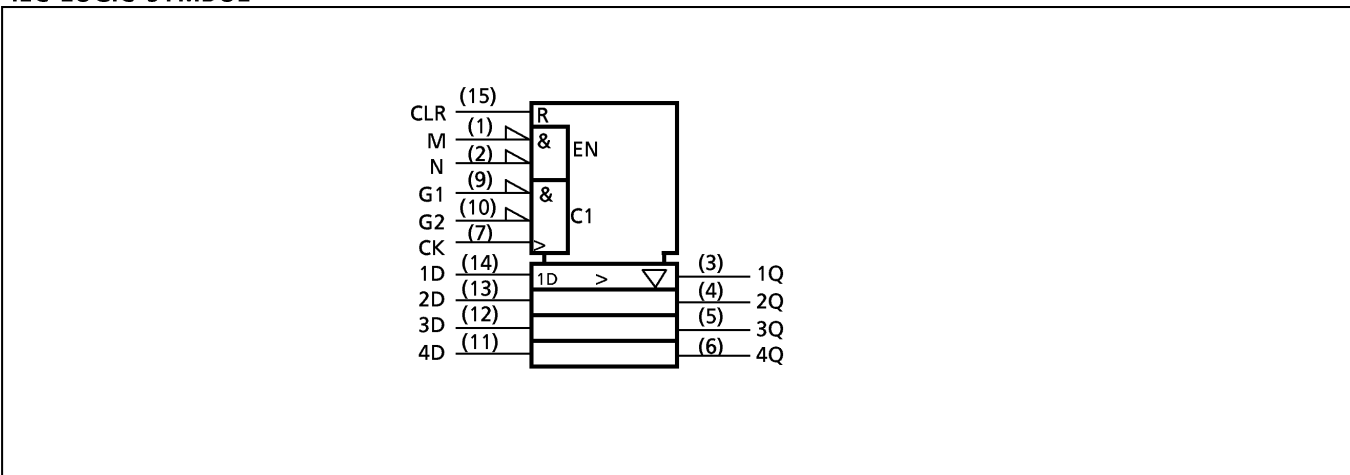 IEC LOGIC SYMBOL
CLR (15) R
M (1) & EN
N (2)
G1 (9) &
G2 (10) C1
CK (7) >
1D (14) 1D > (3) 1Q
2D (13) (4) 2Q
3D (12) (5) 3Q
4D (11) (6) 4Q